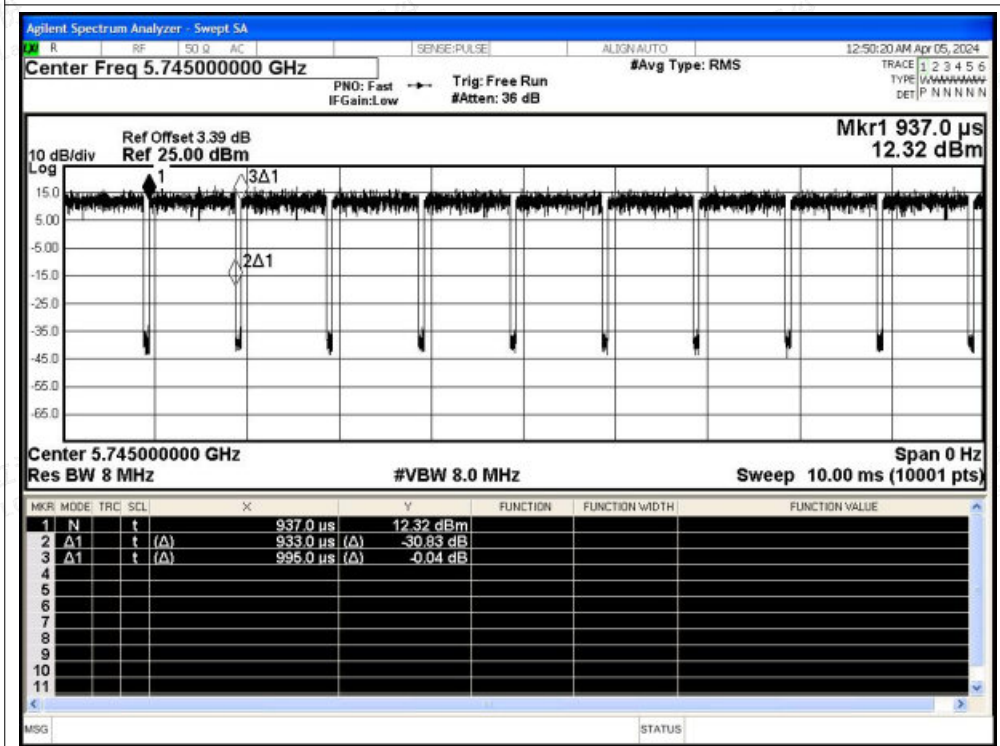 Agilent Spectrum Analyzer - Swept SA
R RF 50 Ω AC SENSE:PULSE ALIGN AUTO 12:50:20 AM Apr 05, 2024
Center Freq 5.745000000 GHz #Avg Type: RMS TRACE 1 2 3 4 5 6
PNO: Fast Trig: Free Run TYPE
IFGain:Low #Atten: 36 dB DET P N N N N N
Mkr1 937.0 µs
Ref Offset 3.39 dB
10 dB/div Ref 25.00 dBm 12.32 dBm
Log
1 3Δ1
15.0
5.00
-5.00
2Δ1
-15.0
-25.0
-35.0
-45.0
-55.0
-65.0
Center 5.745000000 GHz Span 0 Hz
Res BW 8 MHz #VBW 8.0 MHz Sweep 10.00 ms (10001 pts)
MKR MODE TRC SCL X Y FUNCTION FUNCTION WIDTH FUNCTION VALUE
1 N t 937.0 µs 12.32 dBm
2 Δ1 t (Δ) 933.0 µs (Δ) -30.83 dB
3 Δ1 t (Δ) 995.0 µs (Δ) -0.04 dB
4
5
6
7
8
9
10
11
MSG STATUS